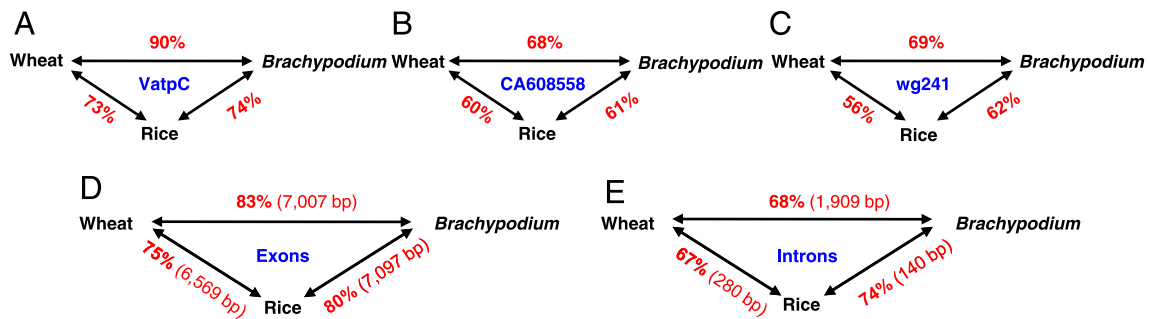 A
90%
Wheat
Brachypodium
VatpC
73%
74%
Rice
B
68%
Wheat
Brachypodium
CA608558
60%
61%
Rice
C
69%
Wheat
Brachypodium
wg241
56%
62%
Rice
D
83% (7,007 bp)
Wheat
Brachypodium
Exons
75% (6,569 bp)
80% (7,097 bp)
Rice
E
68% (1,909 bp)
Wheat
Brachypodium
Introns
67% (280 bp)
74% (140 bp)
Rice